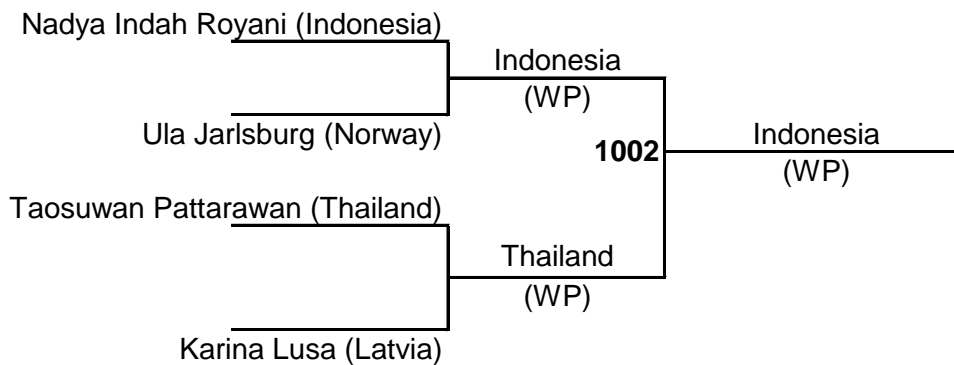 Nadya Indah Royani (Indonesia)
Indonesia
(WP)
Ula Jarlsburg (Norway)
1002
Indonesia
(WP)
Taosuwan Pattarawan (Thailand)
Thailand
(WP)
Karina Lusa (Latvia)